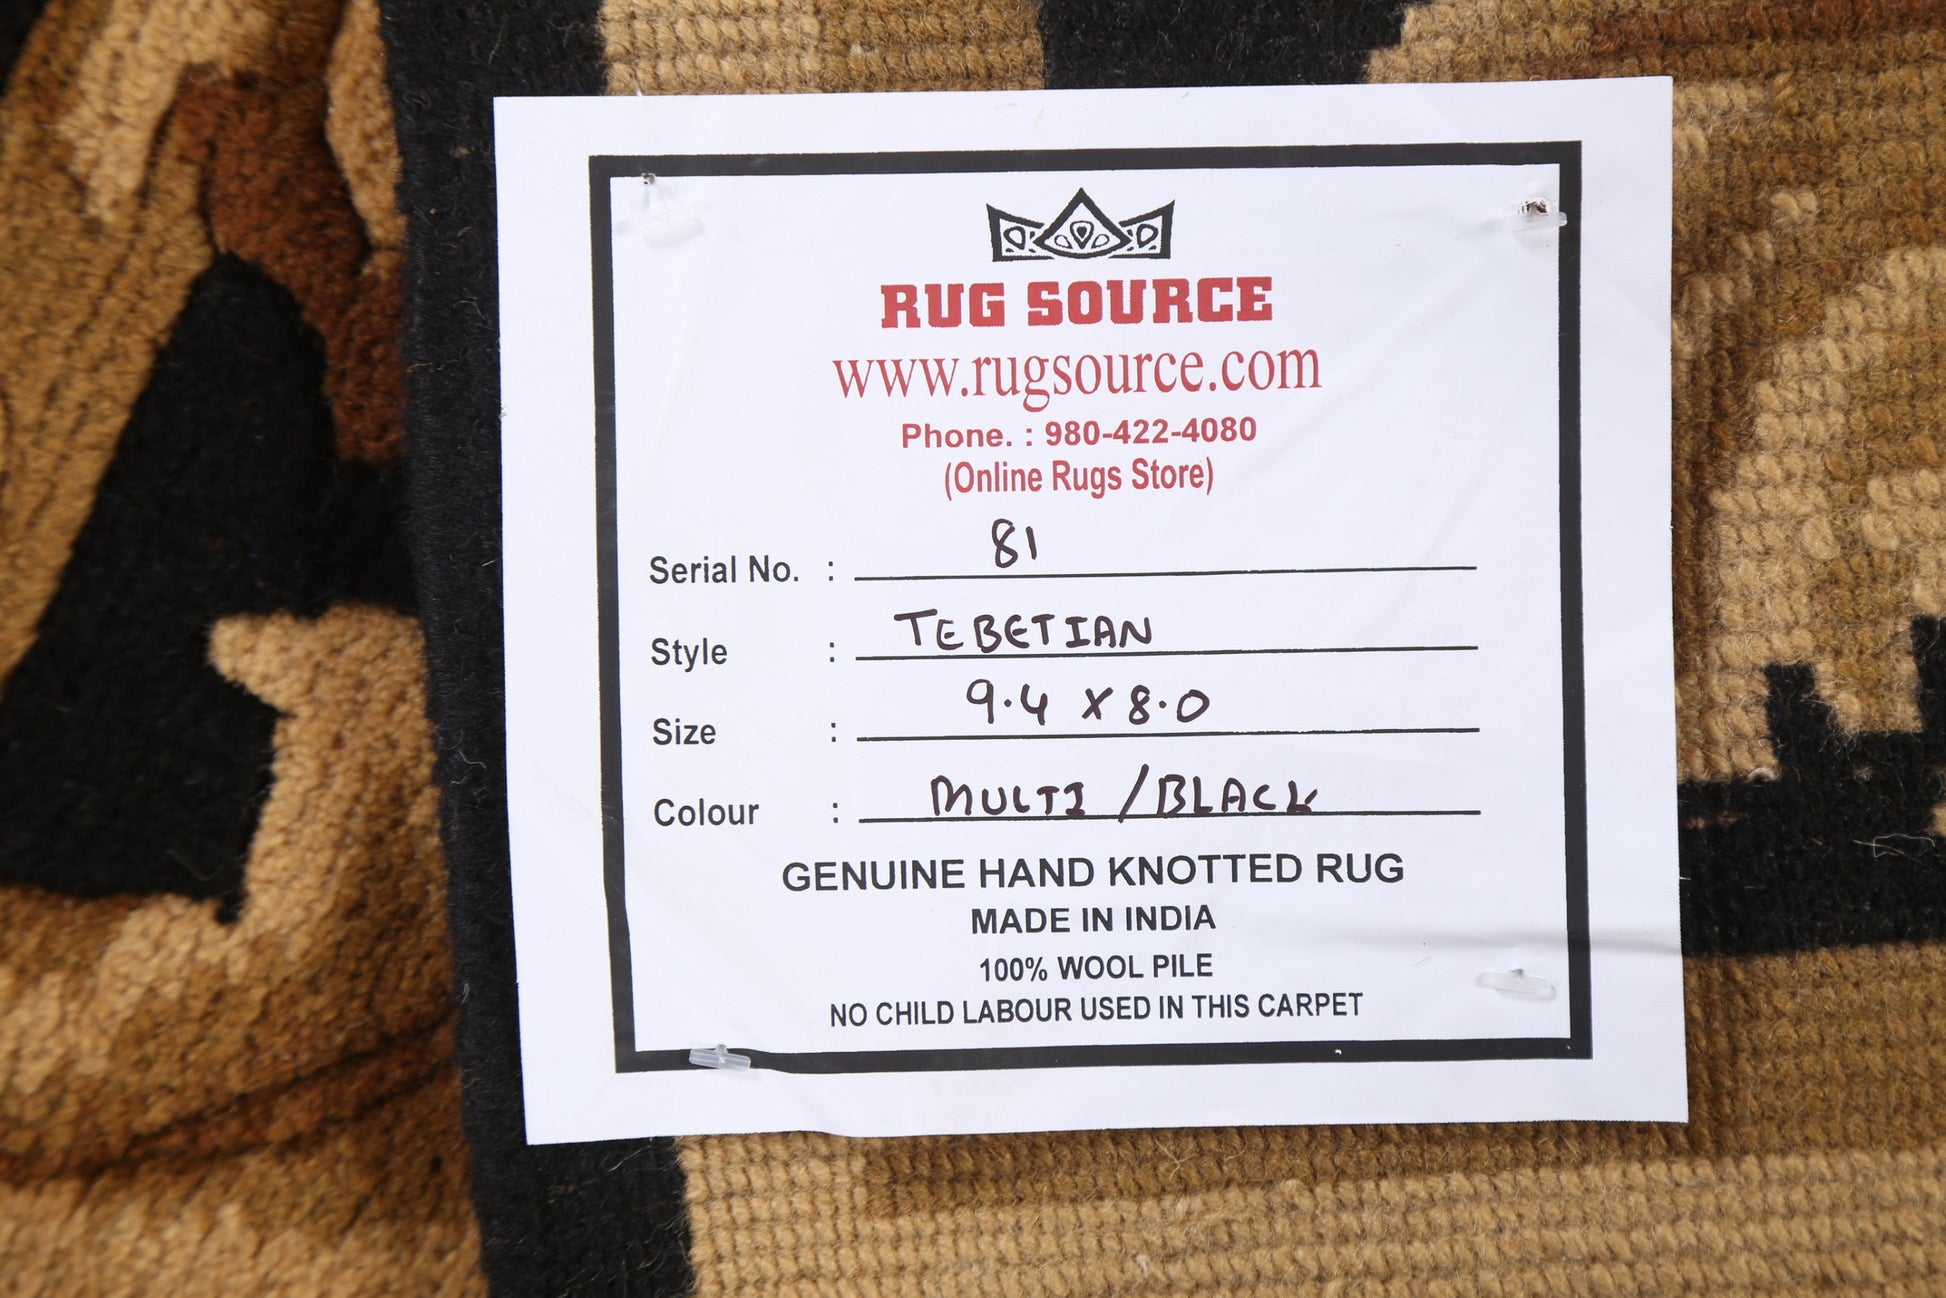 RUG SOURCE
www.rugsource.com
Phone. : 980-422-4080
(Online Rugs Store)
Serial No. : 81
Style : TEBETIAN
Size : 9.4 x 8.0
Colour : MULTI /BLACK
GENUINE HAND KNOTTED RUG
MADE IN INDIA
100% WOOL PILE
NO CHILD LABOUR USED IN THIS CARPET